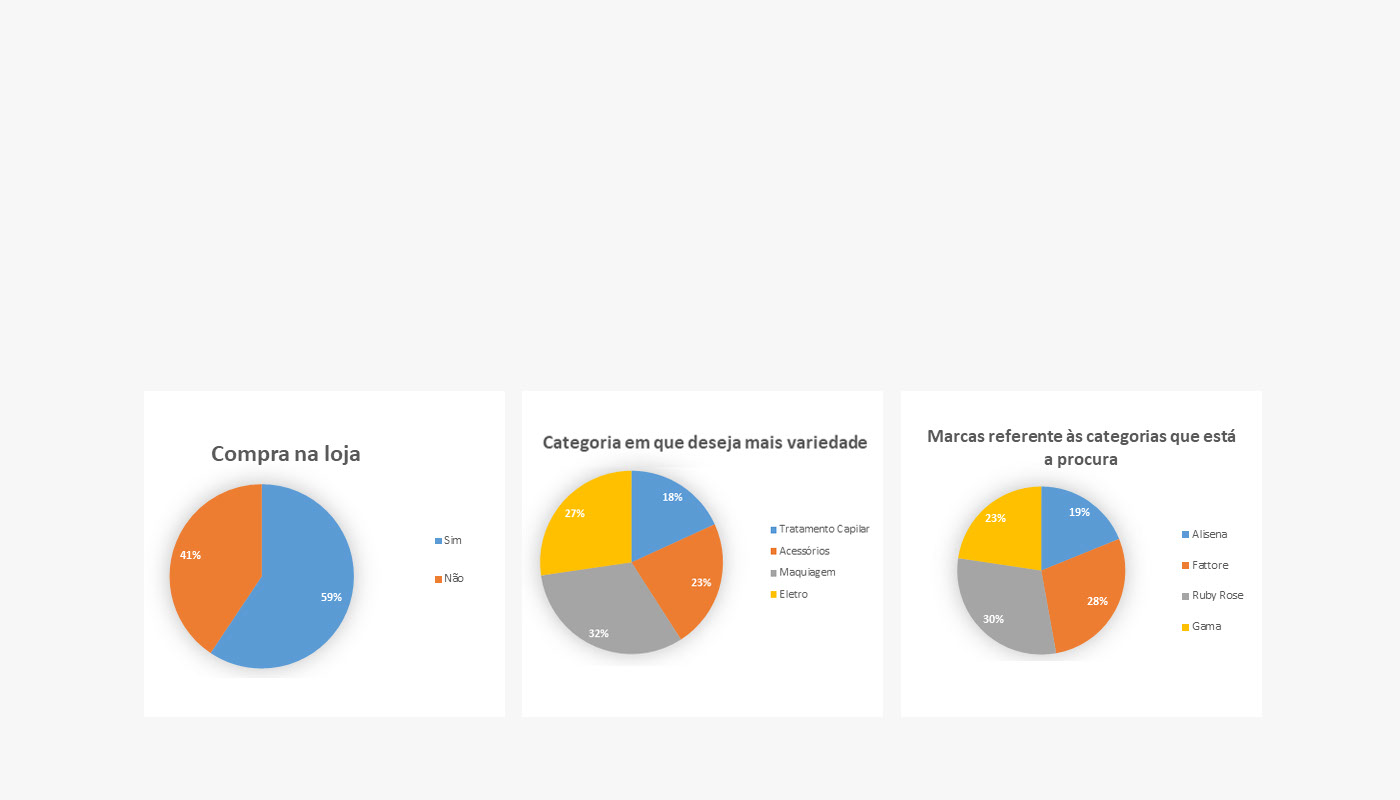 Compra na loja
41%
59%
Sim
Não
Categoria em que deseja mais variedade
18%
27%
23%
32%
Tratamento Capilar
Acessórios
Maquiagem
Eletro
Marcas referente às categorias que está
a procura
19%
23%
28%
30%
Alisena
Fattore
Ruby Rose
Gama